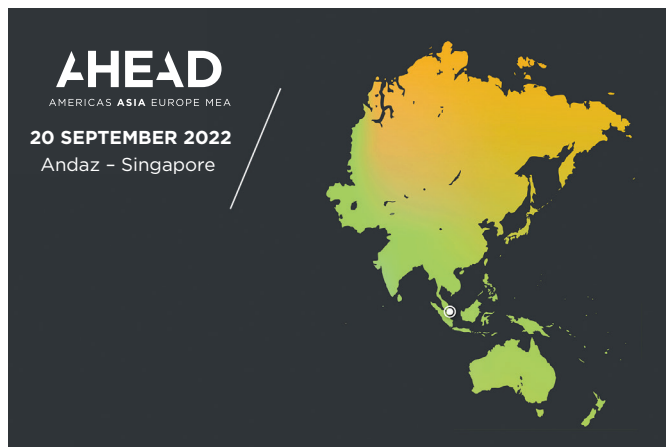 AHEAD
AMERICAS ASIA EUROPE MEA
20 SEPTEMBER 2022
Andaz – Singapore